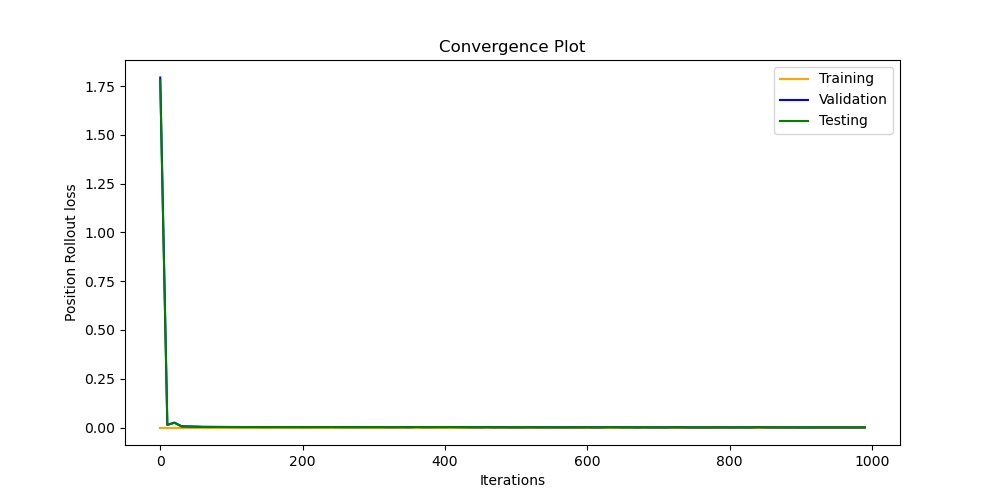 Convergence Plot
Training
Validation
Testing
Position Rollout loss
1.75
1.50
1.25
1.00
0.75
0.50
0.25
0.00
0
200
400
600
800
1000
Iterations